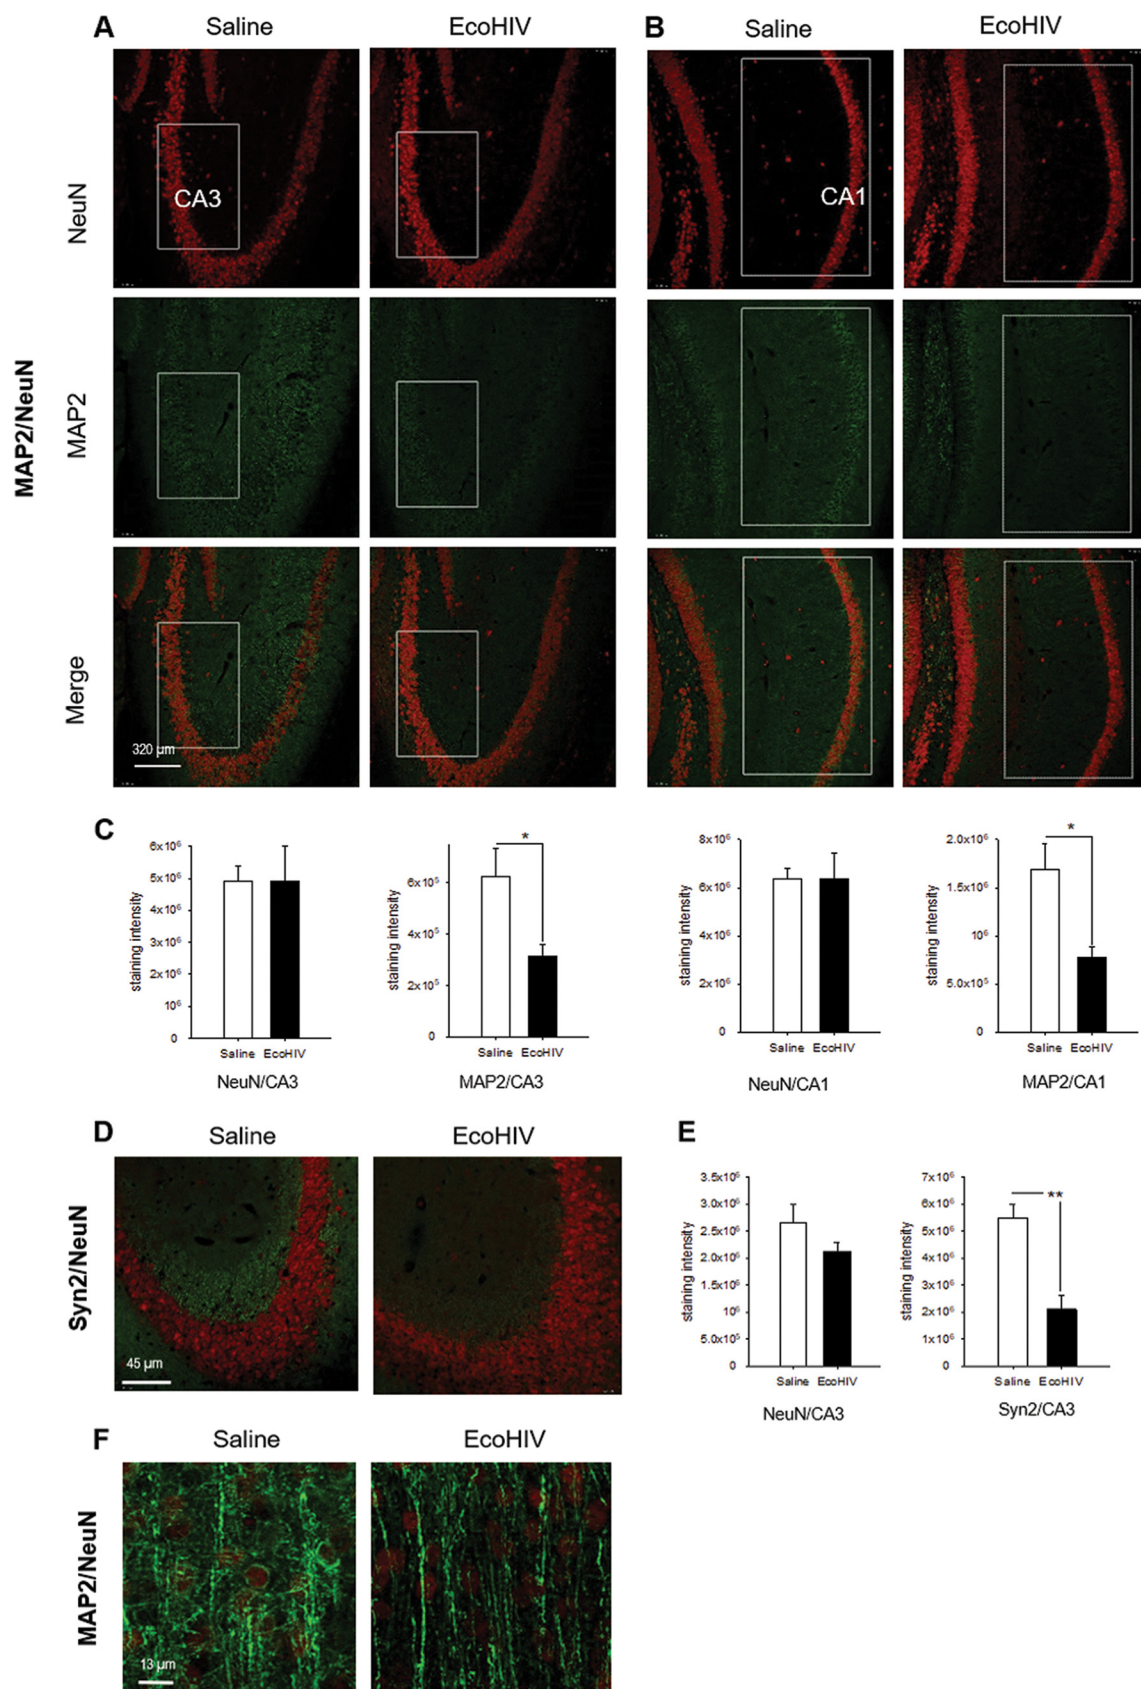 A
Saline
EcoHIV
B
Saline
EcoHIV
MAP2/NeuN
NeuN
CA3
CA1
MAP2
Merge
320 µm
C
staining intensity
6x10⁶
5x10⁶
4x10⁶
3x10⁶
2x10⁶
10⁶
0
Saline EcoHIV
NeuN/CA3
staining intensity
6x10⁵
4x10⁵
2x10⁵
0
*
Saline EcoHIV
MAP2/CA3
staining intensity
8x10⁶
6x10⁶
4x10⁶
2x10⁶
0
Saline EcoHIV
NeuN/CA1
staining intensity
2.0x10⁶
1.5x10⁶
10⁶
5.0x10⁵
0
*
Saline EcoHIV
MAP2/CA1
D
Saline
EcoHIV
Syn2/NeuN
45 µm
E
staining intensity
3.5x10⁶
3.0x10⁶
2.5x10⁶
2.0x10⁶
1.5x10⁶
10⁶
5.0x10⁵
0
Saline EcoHIV
NeuN/CA3
staining intensity
7x10⁶
6x10⁶
5x10⁶
4x10⁶
3x10⁶
2x10⁶
1x10⁶
0
**
Saline EcoHIV
Syn2/CA3
F
Saline
EcoHIV
MAP2/NeuN
13 µm